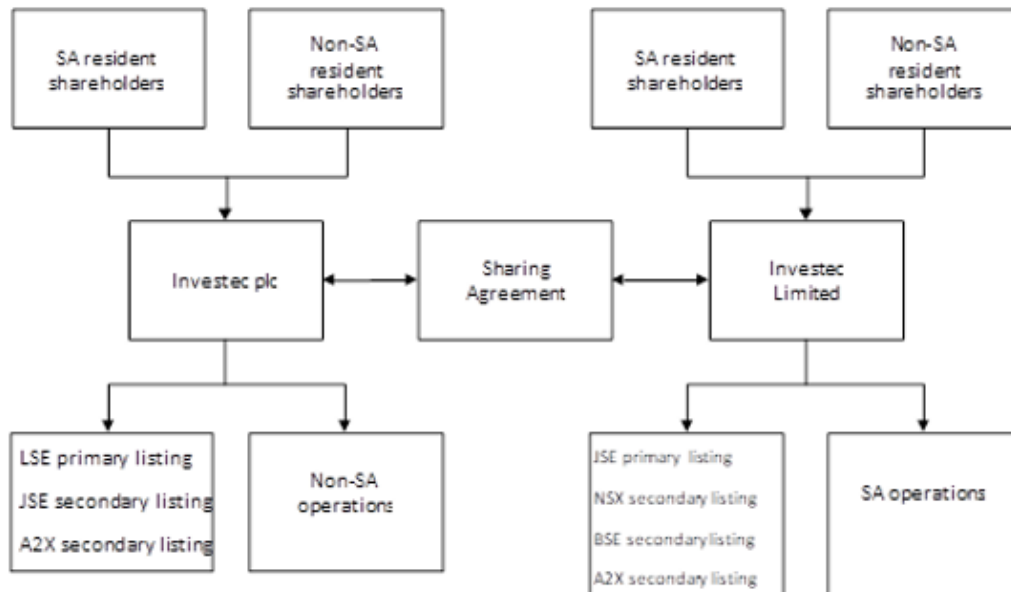 SA resident
shareholders
Non-SA
resident
shareholders
SA resident
shareholders
Non-SA
resident
shareholders
Investec plc
Sharing
Agreement
Investec
Limited
LSE primary listing
JSE secondary listing
A2X secondary listing
Non-SA
operations
JSE primary listing
NSX secondary listing
BSE secondary listing
A2X secondary listing
SA operations